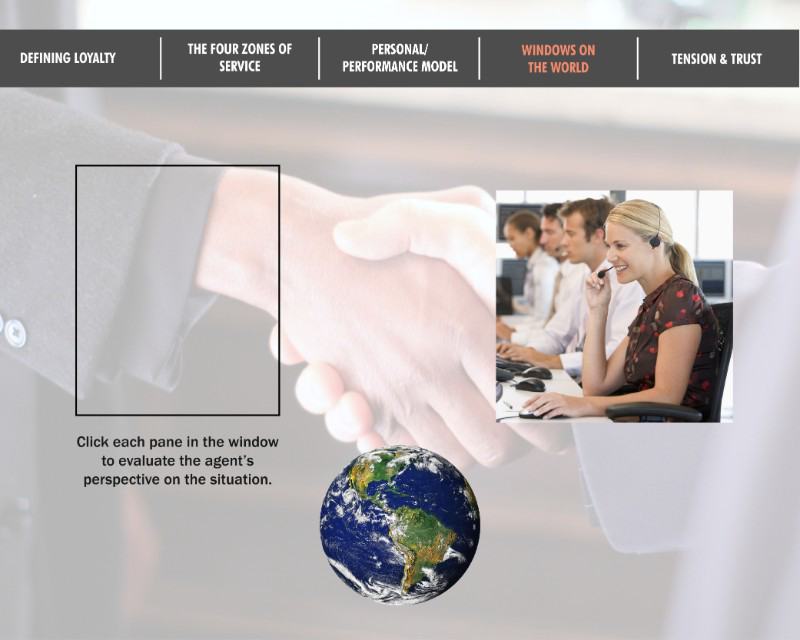 DEFINING LOYALTY
THE FOUR ZONES OF
SERVICE
PERSONAL/
PERFORMANCE MODEL
WINDOWS ON
THE WORLD
TENSION & TRUST
Click each pane in the window
to evaluate the agent's
perspective on the situation.